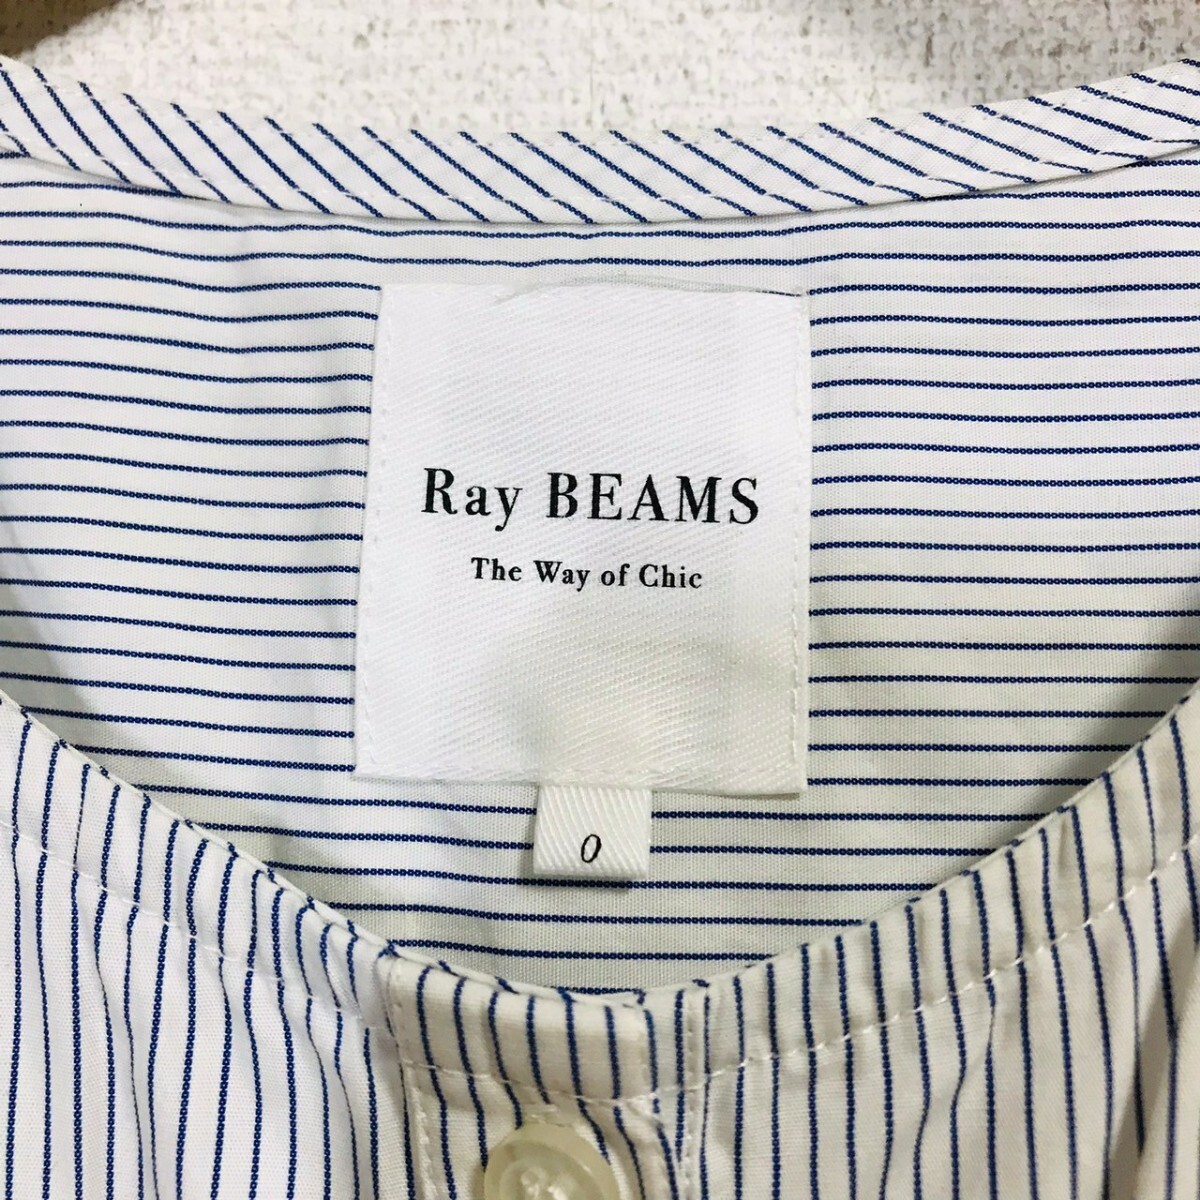 Ray BEAMS
The Way of Chic
0